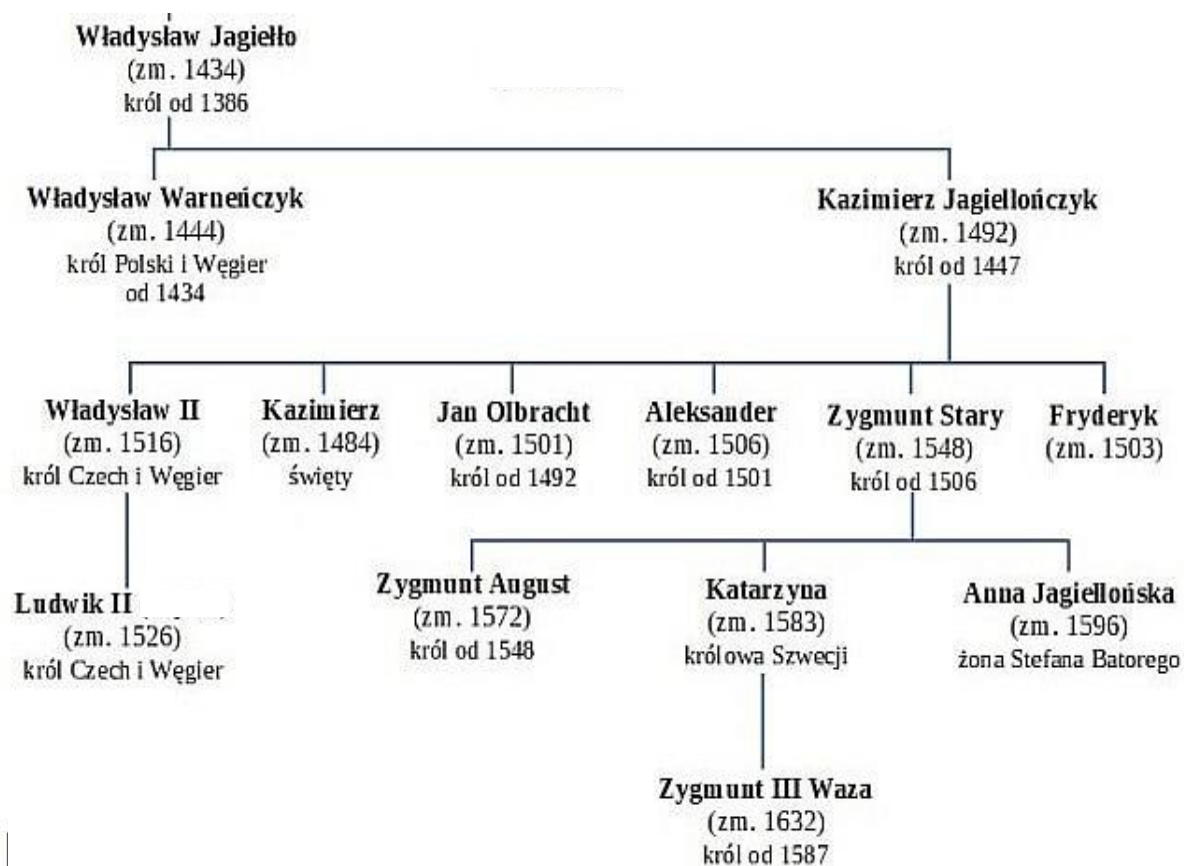 Władysław Jagiełło
(zm. 1434)
król od 1386
Władysław Warneńczyk
(zm. 1444)
król Polski i Węgier
od 1434
Kazimierz Jagiellończyk
(zm. 1492)
król od 1447
Władysław II
(zm. 1516)
król Czech i Węgier
Kazimierz
(zm. 1484)
święty
Jan Olbracht
(zm. 1501)
król od 1492
Aleksander
(zm. 1506)
król od 1501
Zygmunt Stary
(zm. 1548)
król od 1506
Fryderyk
(zm. 1503)
Ludwik II
(zm. 1526)
król Czech i Węgier
Zygmunt August
(zm. 1572)
król od 1548
Katarzyna
(zm. 1583)
królowa Szwecji
Anna Jagiellońska
(zm. 1596)
żona Stefana Batorego
Zygmunt III Waza
(zm. 1632)
król od 1587